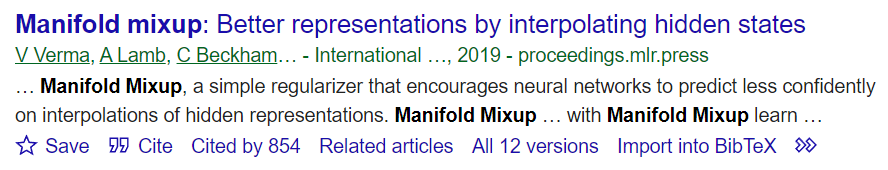 Manifold mixup: Better representations by interpolating hidden states
V Verma, A Lamb, C Beckham… - International …, 2019 - proceedings.mlr.press
… Manifold Mixup, a simple regularizer that encourages neural networks to predict less confidently
on interpolations of hidden representations. Manifold Mixup … with Manifold Mixup learn …
Save Cite Cited by 854 Related articles All 12 versions Import into BibTeX